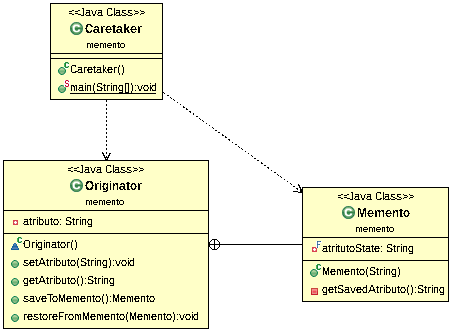 <<Java Class>>
Caretaker
memento
Caretaker()
main(String[]):void
<<Java Class>>
Originator
memento
atributo: String
Originator()
setAtributo(String):void
getAtributo():String
saveToMemento():Memento
restoreFromMemento(Memento):void
<<Java Class>>
Memento
memento
atritutoState: String
Memento(String)
getSavedAtributo():String